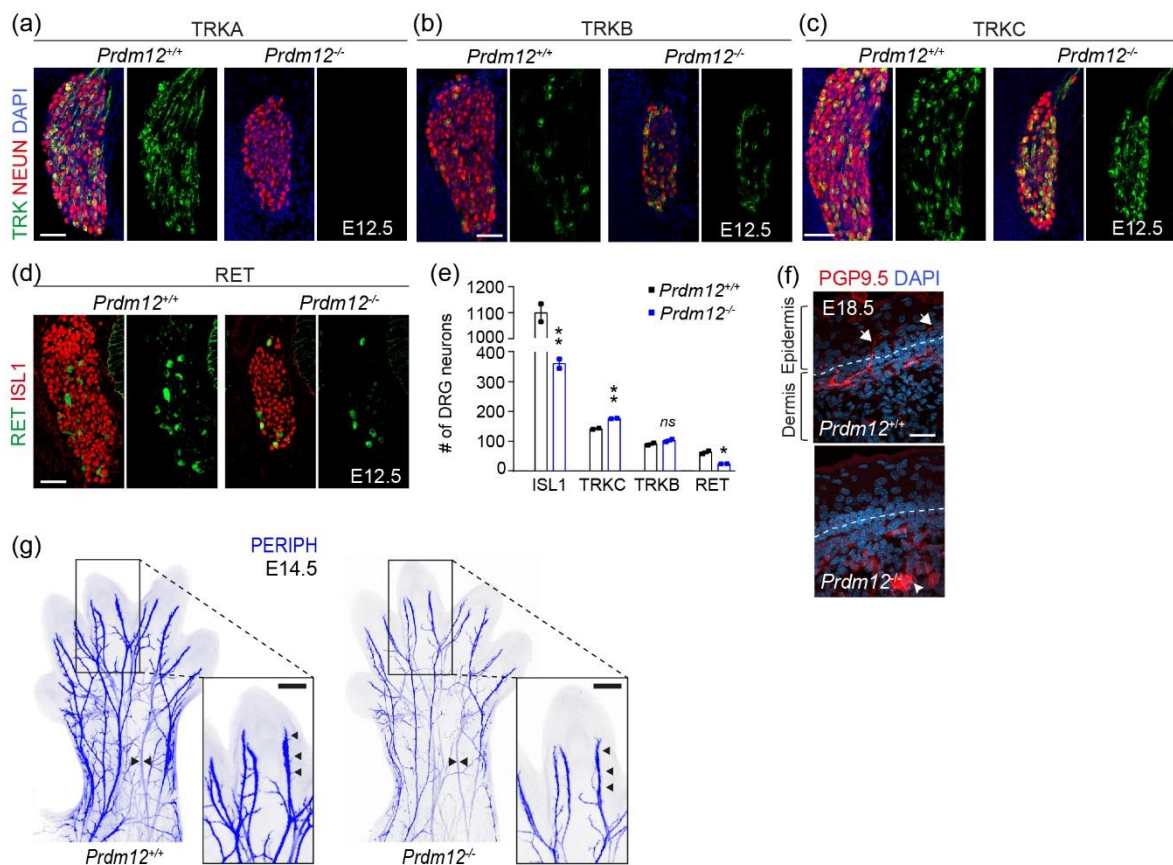 (a)
TRKA
Prdm12+/+
Prdm12-/-
TRK NEUN DAPI
E12.5
(b)
TRKB
Prdm12+/+
Prdm12-/-
E12.5
(c)
TRKC
Prdm12+/+
Prdm12-/-
E12.5
(d)
RET
Prdm12+/+
Prdm12-/-
RET ISL1
E12.5
(e)
# of DRG neurons
1200
1100
1100
400
300
200
100
0
Prdm12+/+
Prdm12-/-
**
**
ns
*
ISL1
TRKC
TRKB
RET
(f)
PGP9.5 DAPI
E18.5
Epidermis
Dermis
Prdm12+/+
Prdm12-/-
(g)
PERIPH
E14.5
Prdm12+/+
Prdm12-/-